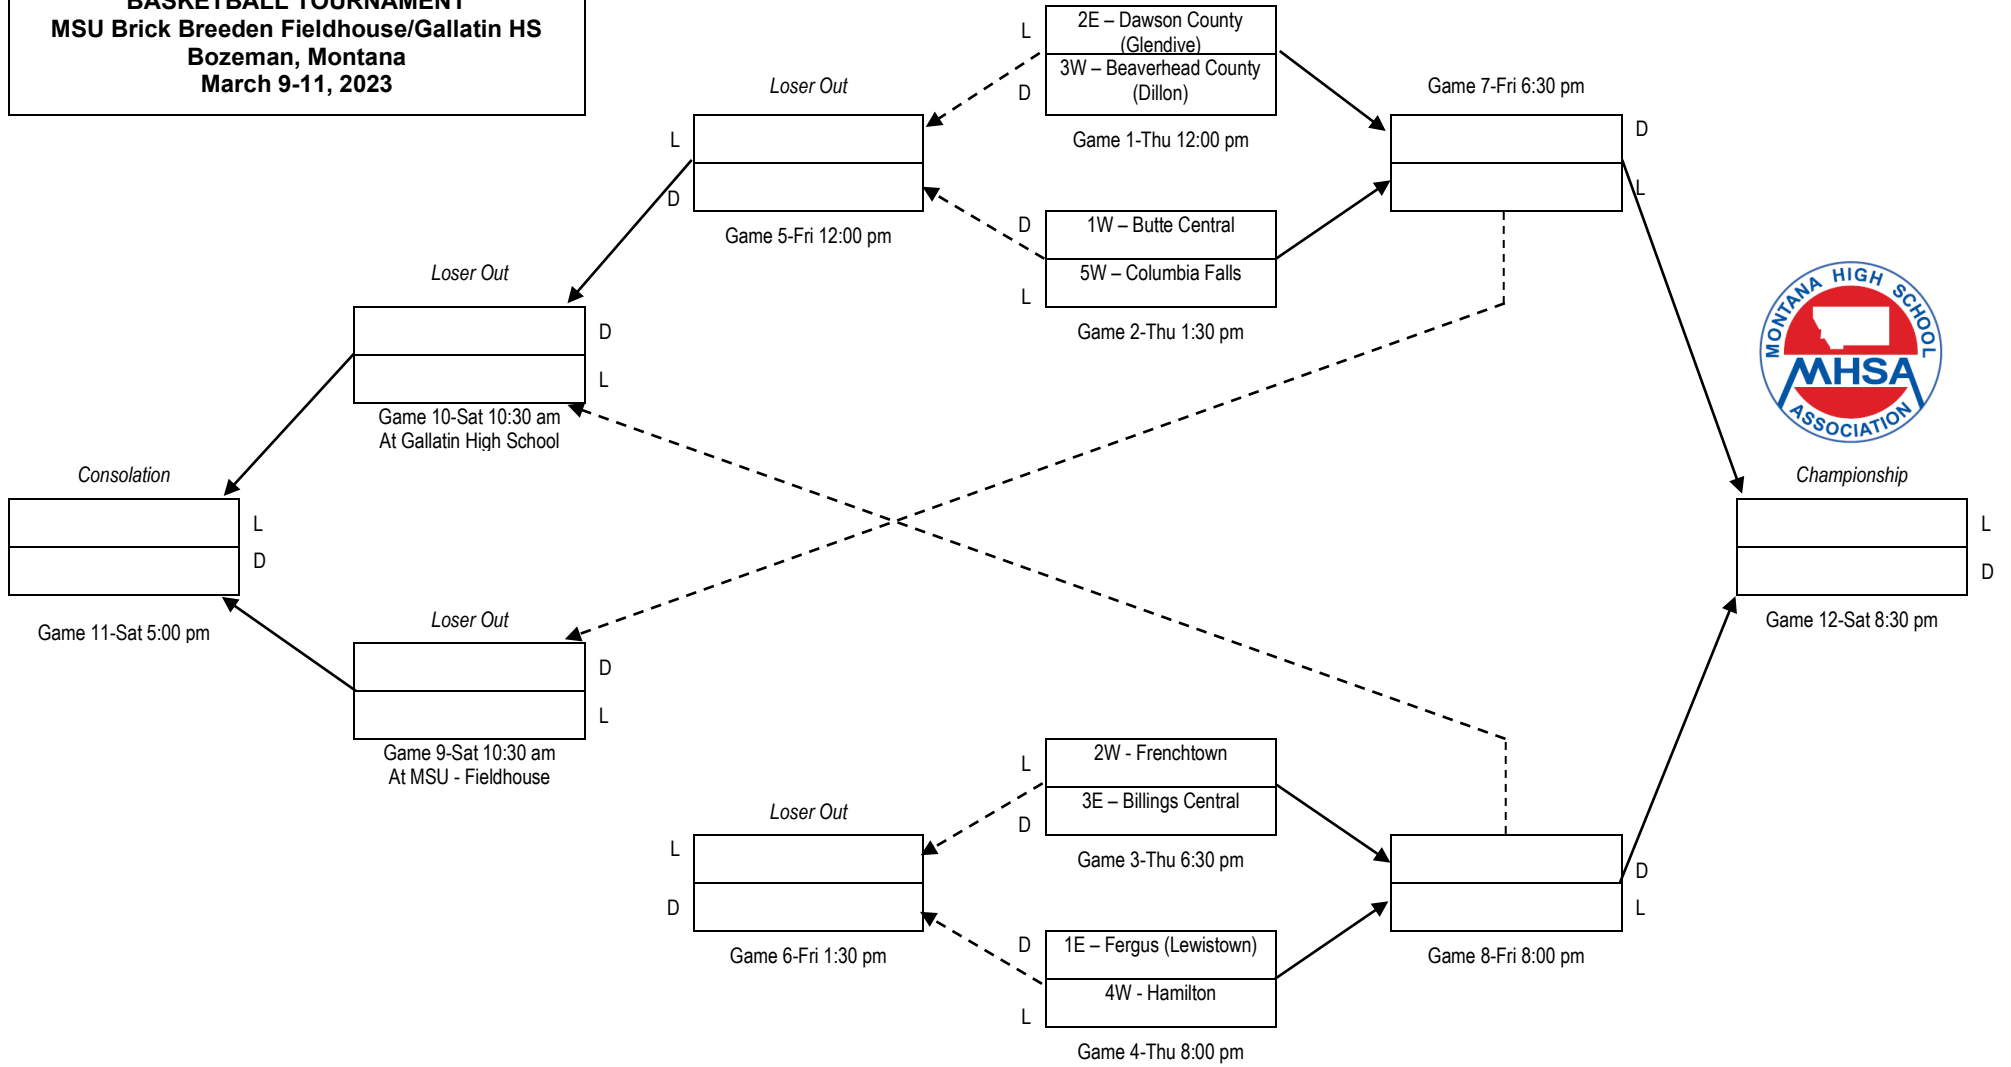 BASKETBALL TOURNAMENT
MSU Brick Breeden Fieldhouse/Gallatin HS
Bozeman, Montana
March 9-11, 2023
L
2E – Dawson County
(Glendive)
3W – Beaverhead County
(Dillon)
D
Game 1-Thu 12:00 pm
Loser Out
L
D
Game 5-Fri 12:00 pm
Game 7-Fri 6:30 pm
D
L
D
1W – Butte Central
5W – Columbia Falls
L
Game 2-Thu 1:30 pm
Loser Out
D
L
Game 10-Sat 10:30 am
At Gallatin High School
MONTANA HIGH SCHOOL
MHSA
ASSOCIATION
Consolation
L
D
Game 11-Sat 5:00 pm
Championship
L
D
Game 12-Sat 8:30 pm
Loser Out
D
L
Game 9-Sat 10:30 am
At MSU - Fieldhouse
L
2W - Frenchtown
3E – Billings Central
D
Game 3-Thu 6:30 pm
Loser Out
L
D
Game 6-Fri 1:30 pm
D
L
Game 8-Fri 8:00 pm
D
1E – Fergus (Lewistown)
4W - Hamilton
L
Game 4-Thu 8:00 pm